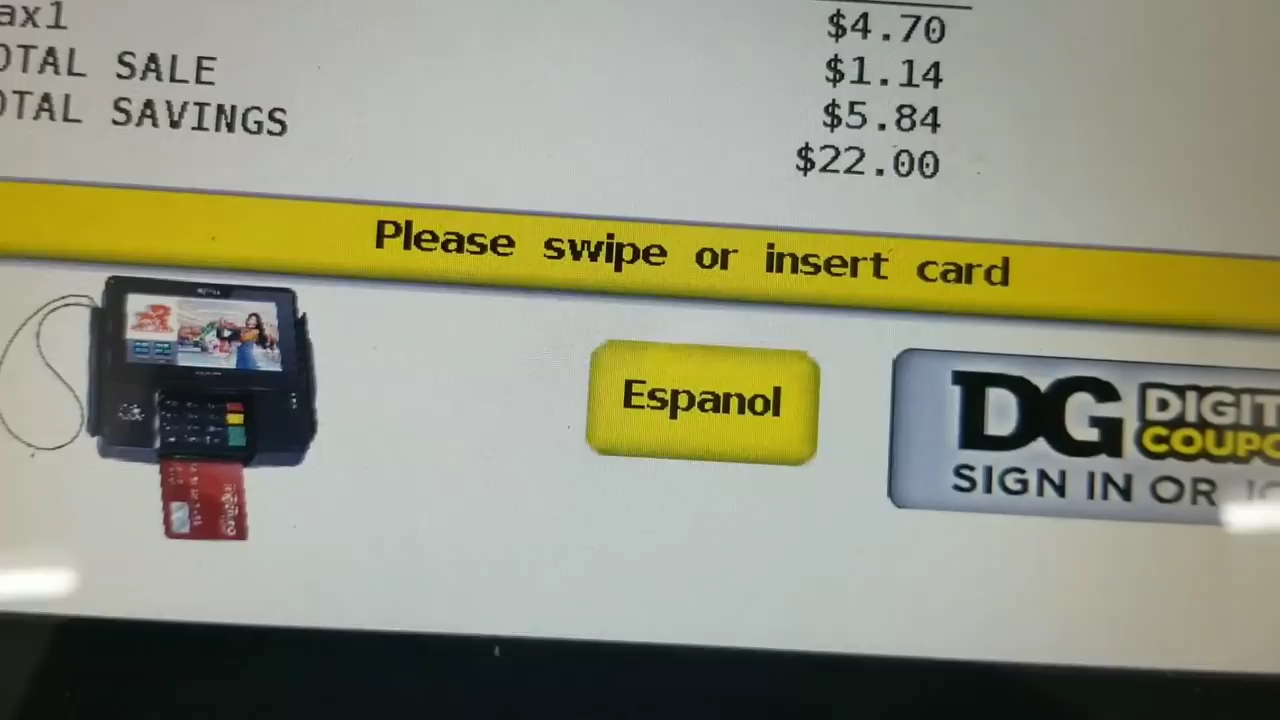 ax1 $4.70
OTAL SALE $1.14
OTAL SAVINGS $5.84
$22.00
Please swipe or insert card
Espanol
DG DIGIT
COUPO
SIGN IN OR